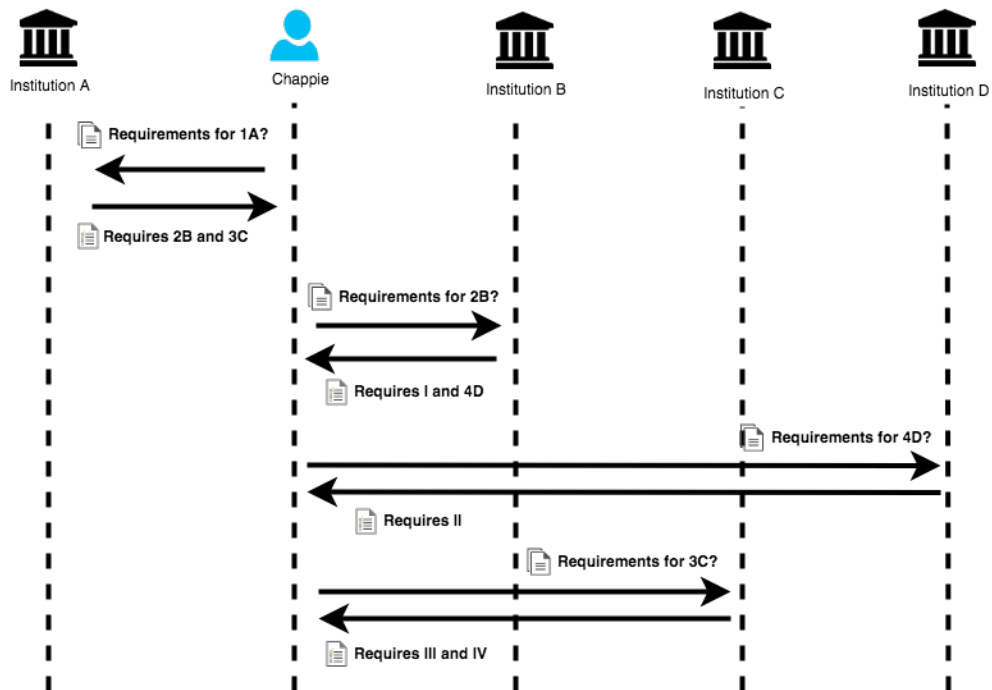 Institution A
Chappie
Institution B
Institution C
Institution D
Requirements for 1A?
Requires 2B and 3C
Requirements for 2B?
Requires I and 4D
Requirements for 4D?
Requires II
Requirements for 3C?
Requires III and IV